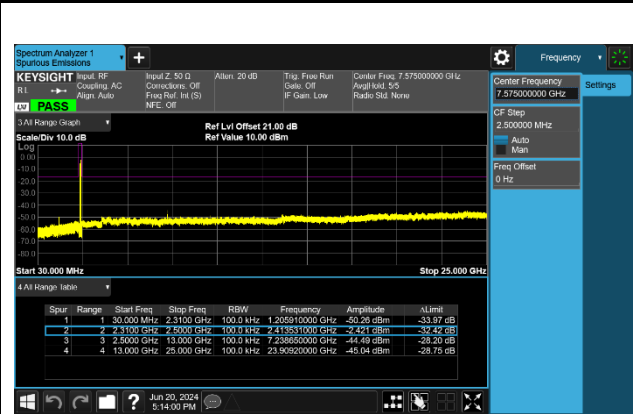 Spectrum Analyzer 1
Spurious Emissions
+
Frequency
KEYSIGHT Input: RF Input Z: 50 Ω Atten: 20 dB Trig: Free Run Center Freq: 7.575000000 GHz
RL Coupling: AC Corrections: Off Gate: Off Avg|Hold: 5/5
Align: Auto Freq Ref: Int (S) IF Gain: Low Radio Std: None
LV PASS NFE: Off
Center Frequency
7.575000000 GHz
Settings
CF Step
2.500000 MHz
Auto
Man
Freq Offset
0 Hz
3 All Range Graph
Ref Lvl Offset 21.00 dB
Scale/Div 10.0 dB Ref Value 10.00 dBm
Log
0.00
-10.0
-20.0
-30.0
-40.0
-50.0
-60.0
-70.0
-80.0
Start 30.000 MHz Stop 25.000 GHz
4 All Range Table
Spur Range Start Freq Stop Freq RBW Frequency Amplitude ΔLimit
1 1 30.000 MHz 2.3100 GHz 100.0 kHz 1.205910000 GHz -50.26 dBm -33.97 dB
2 2 2.3100 GHz 2.5000 GHz 100.0 kHz 2.413531000 GHz -2.421 dBm -32.42 dB
3 3 2.5000 GHz 13.000 GHz 100.0 kHz 7.238650000 GHz -44.49 dBm -28.20 dB
4 4 13.000 GHz 25.000 GHz 100.0 kHz 23.90920000 GHz -45.04 dBm -28.75 dB
? Jun 20, 2024
5:14:00 PM